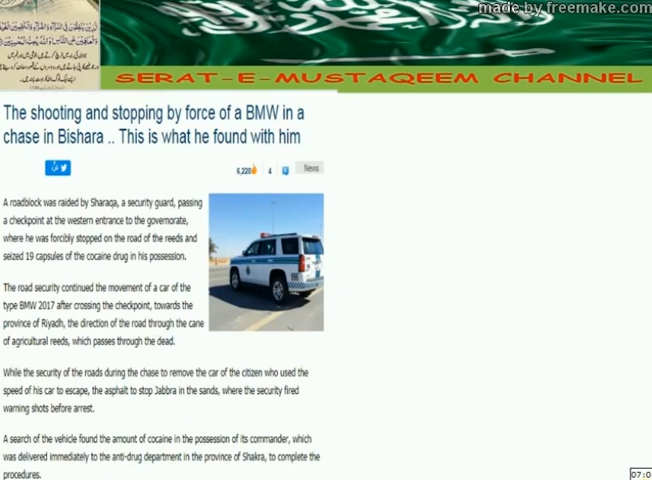 made by freemake.com
SERAT-E-MUSTAQEEM CHANNEL
The shooting and stopping by force of a BMW in a
chase in Bishara .. This is what he found with him
6,220 4 News
A roadblock was raided by Sharaqa, a security guard, passing
a checkpoint at the western entrance to the governorate,
where he was forcibly stopped on the road of the reeds and
seized 19 capsules of the cocaine drug in his possession.
The road security continued the movement of a car of the
type BMW 2017 after crossing the checkpoint, towards the
province of Riyadh, the direction of the road through the cane
of agricultural reeds, which passes through the dead.
While the security of the roads during the chase to remove the car of the citizen who used the
speed of his car to escape, the asphalt to stop Jabbra in the sands, where the security fired
warning shots before arrest.
A search of the vehicle found the amount of cocaine in the possession of its commander, which
was delivered immediately to the anti-drug department in the province of Shakra, to complete the
procedures.
07:0